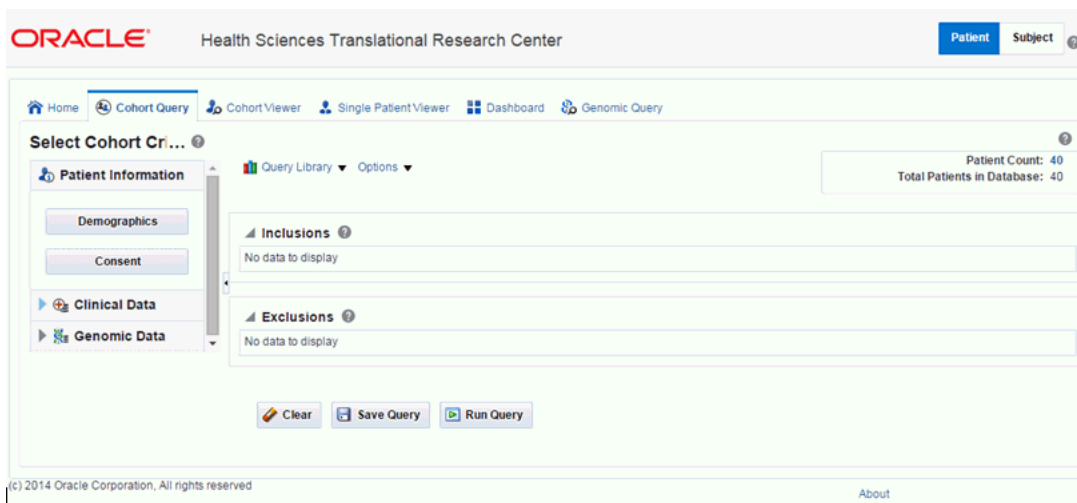 ORACLE® Health Sciences Translational Research Center Patient Subject
Home Cohort Query Cohort Viewer Single Patient Viewer Dashboard Genomic Query
Select Cohort Cri...
Patient Information
Demographics
Consent
Clinical Data
Genomic Data
Query Library Options
Patient Count: 40
Total Patients in Database: 40
Inclusions
No data to display
Exclusions
No data to display
Clear Save Query Run Query
(c) 2014 Oracle Corporation, All rights reserved
About